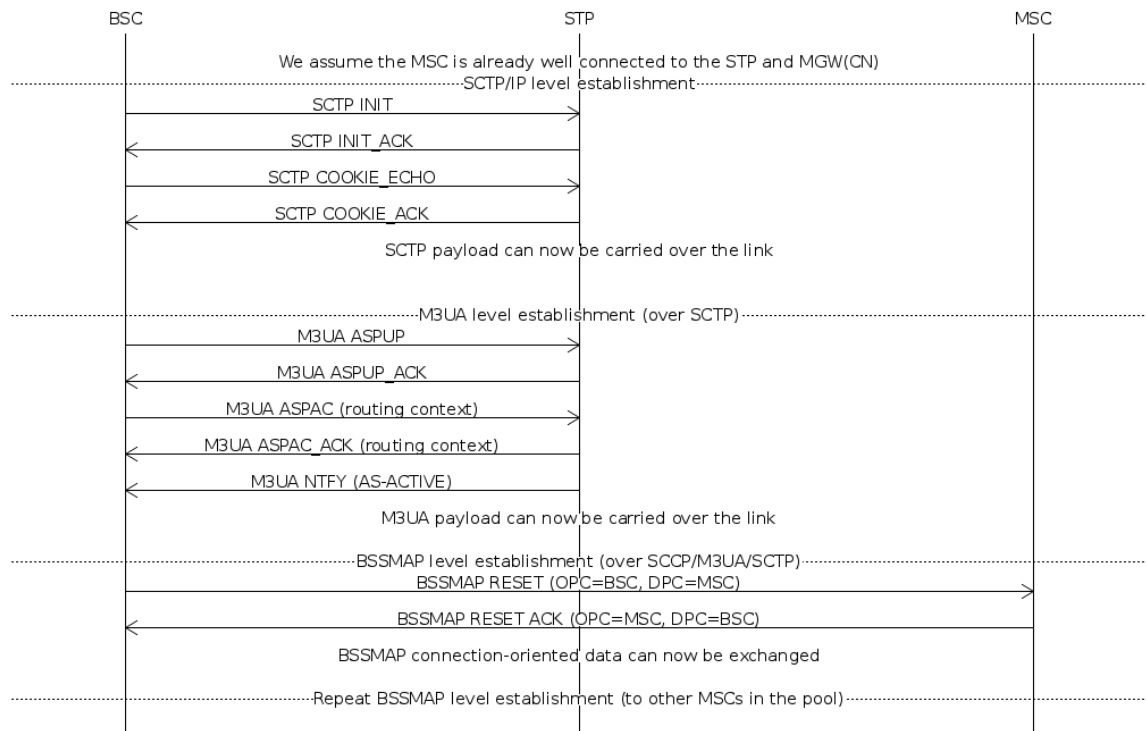 BSC STP MSC
We assume the MSC is already well connected to the STP and MGW(CN)
SCTP/IP level establishment
SCTP INIT
SCTP INIT_ACK
SCTP COOKIE_ECHO
SCTP COOKIE_ACK
SCTP payload can now be carried over the link
M3UA level establishment (over SCTP)
M3UA ASPUP
M3UA ASPUP_ACK
M3UA ASPAC (routing context)
M3UA ASPAC_ACK (routing context)
M3UA NTFY (AS-ACTIVE)
M3UA payload can now be carried over the link
BSSMAP level establishment (over SCCP/M3UA/SCTP)
BSSMAP RESET (OPC=BSC, DPC=MSC)
BSSMAP RESET ACK (OPC=MSC, DPC=BSC)
BSSMAP connection-oriented data can now be exchanged
Repeat BSSMAP level establishment (to other MSCs in the pool)